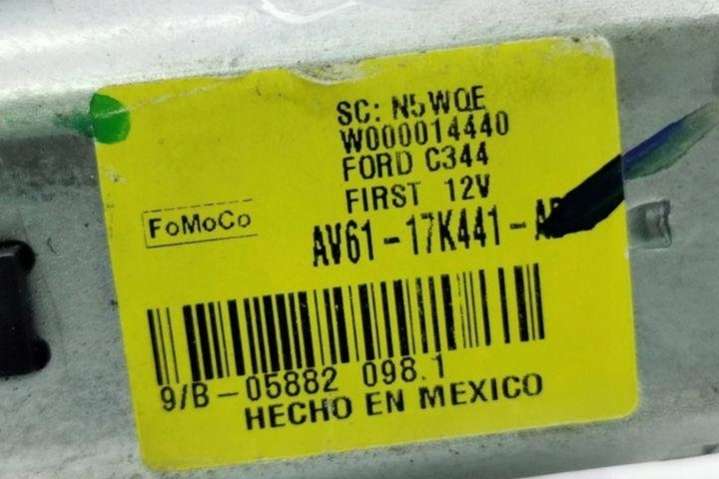 SC: N5WQE
W000014440
FORD C344
FIRST 12V
FoMoCo
AV61-17K441-
9/B-05882 098.1
HECHO EN MEXICO